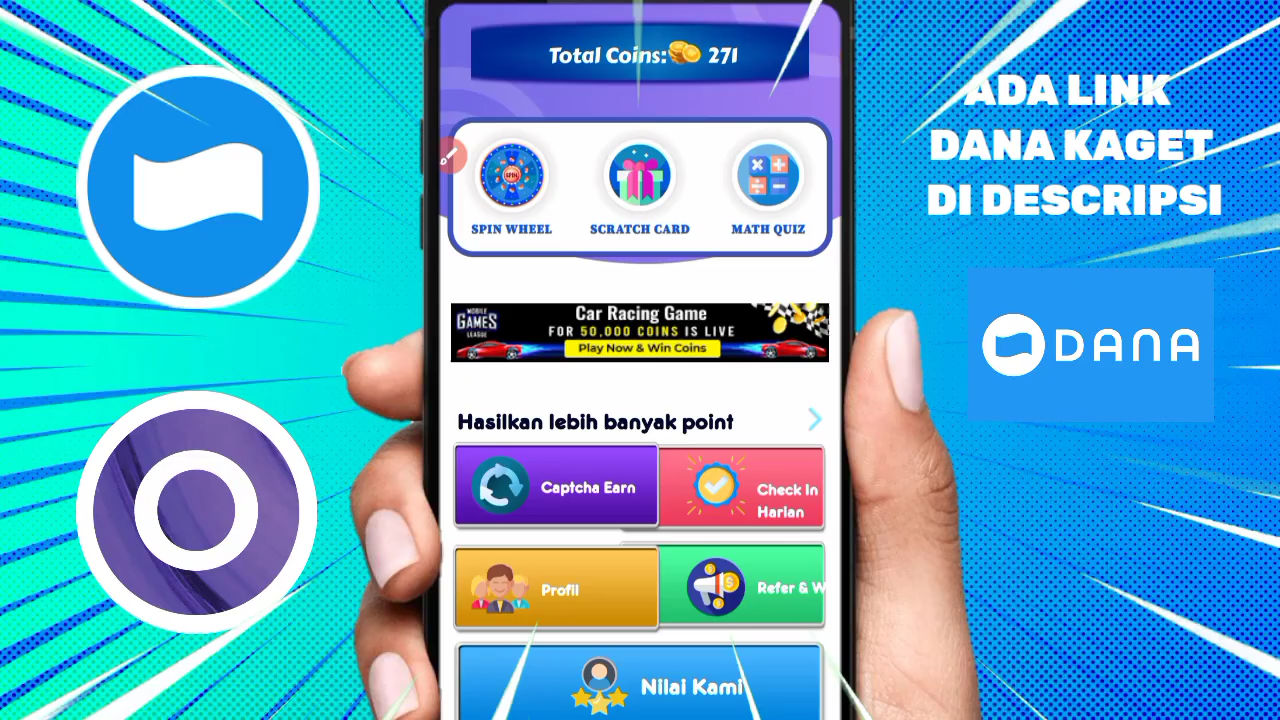 Total Coins: 271
SPIN
SPIN WHEEL
SCRATCH CARD
MATH QUIZ
MOBILE
GAMES
LEAGUE
Car Racing Game
FOR 50,000 COINS IS LIVE
Play Now & Win Coins
Hasilkan lebih banyak point
Captcha Earn
Check In
Harian
Profil
Refer & W
Nilai Kami
ADA LINK
DANA KAGET
DI DESCRIPSI
DANA